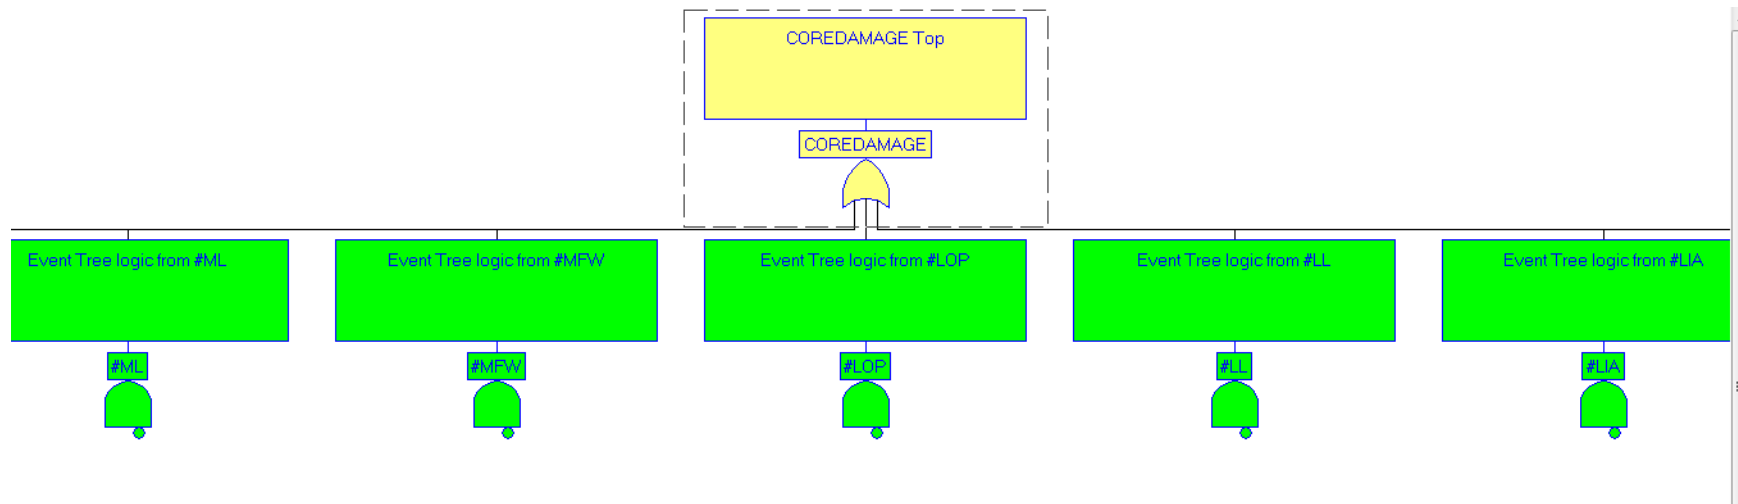 COREDAMAGE Top
COREDAMAGE
Event Tree logic from #ML
Event Tree logic from #MFW
Event Tree logic from #LOP
Event Tree logic from #LL
Event Tree logic from #LIA
#ML
#MFW
#LOP
#LL
#LIA